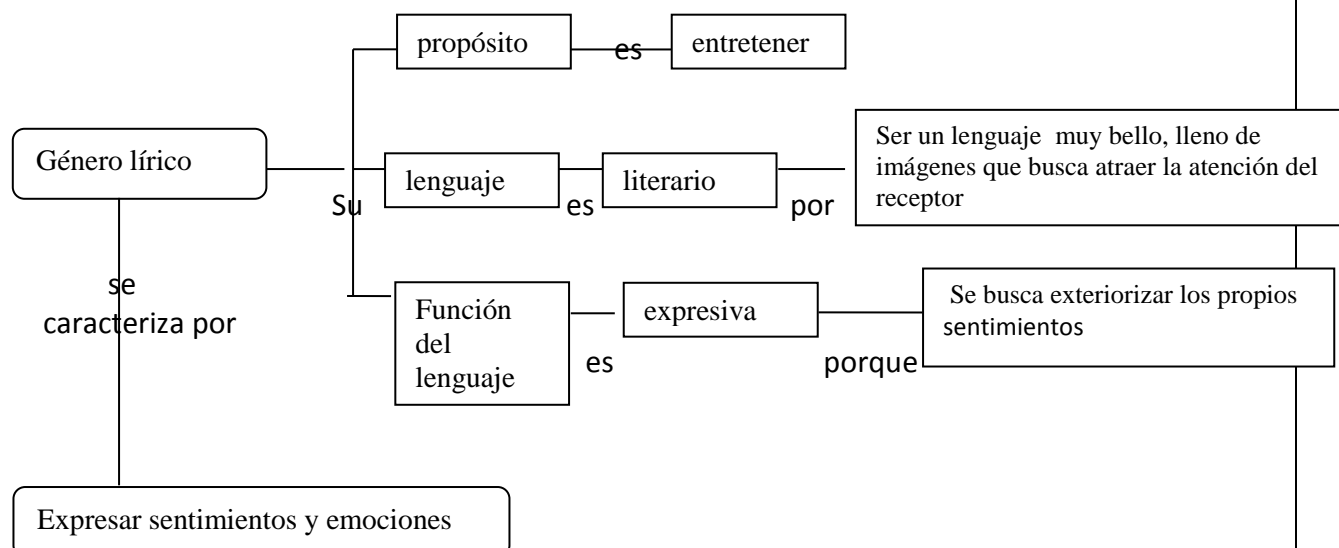 propósito es entretener
Género lírico
Su
lenguaje es literario por
Ser un lenguaje muy bello, lleno de
imágenes que busca atraer la atención del
receptor
se
caracteriza por
Función
del
lenguaje
es
expresiva
porque
Se busca exteriorizar los propios
sentimientos
Expresar sentimientos y emociones